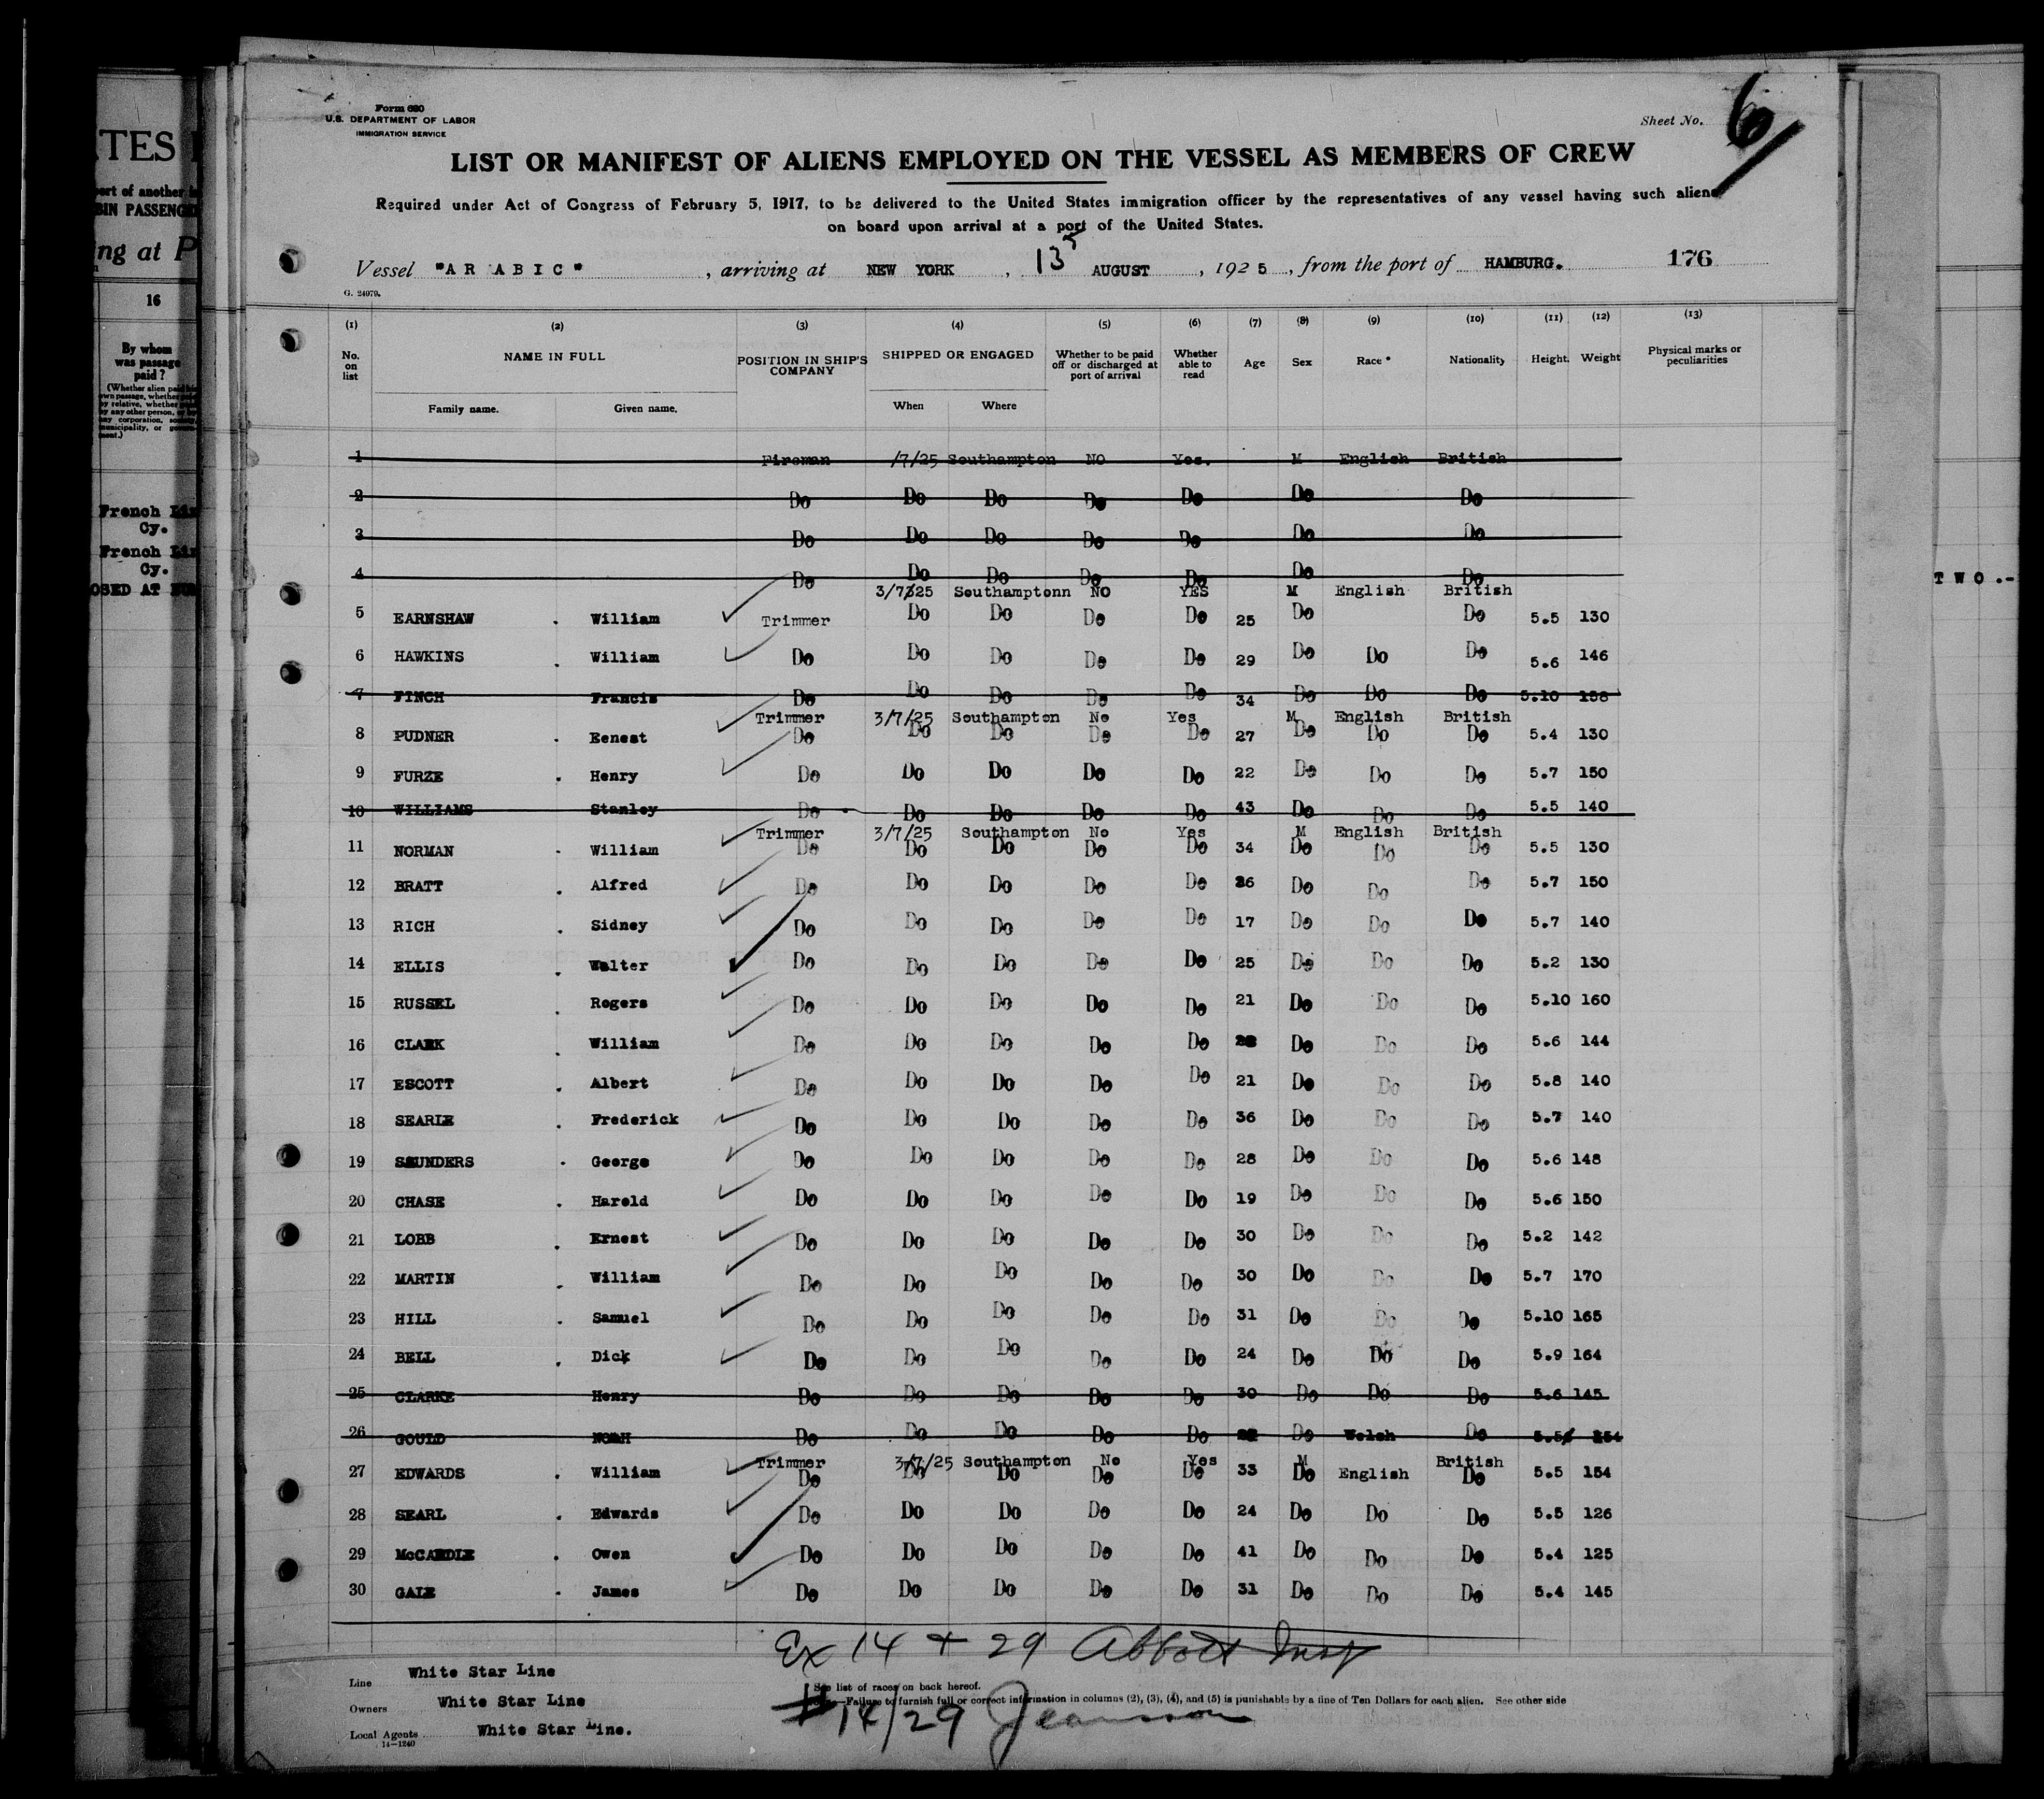 Form 680
U.S. DEPARTMENT OF LABOR
IMMIGRATION SERVICE
Sheet No. 6
LIST OR MANIFEST OF ALIENS EMPLOYED ON THE VESSEL AS MEMBERS OF CREW
Required under Act of Congress of February 5, 1917, to be delivered to the United States immigration officer by the representatives of any vessel having such aliens
on board upon arrival at a port of the United States.
Vessel "ARABIC", arriving at NEW YORK, 13 AUGUST, 1925, from the port of HAMBURG. 176
G. 24079.
(1) (2) (3) (4) (5) (6) (7) (8) (9) (10) (11) (12) (13)
No. on list NAME IN FULL POSITION IN SHIP'S COMPANY SHIPPED OR ENGAGED Whether to be paid off or discharged at port of arrival Whether able to read Age Sex Race * Nationality Height. Weight Physical marks or peculiarities
Family name. Given name. When Where
1 Fireman /7/25 Southampton NO Yes. M English British
2 Do Do Do Do Do Do Do
3 Do Do Do Do Do Do Do
4 Do Do Do Do Do Do Do
3/7/25 Southamptonn NO YES M English British
5 EARNSHAW . William Trimmer Do Do Do Do 25 Do Do 5.5 130
6 HAWKINS . William Do Do Do Do Do 29 Do Do Do 5.6 146
7 FINCH Francis Do Do Do Do Do 34 Do Do Do 5.10 158
Trimmer 3/7/25 Southampton No Yes M English British
8 PUDNER . Eenest Do Do Do Do Do 27 Do Do Do 5.4 130
9 FURZE . Henry Do Do Do Do Do 22 Do Do Do 5.7 150
10 WILLIAMS Stanley Do Do Do Do Do 43 Do Do Do 5.5 140
Trimmer 3/7/25 Southampton No Yes M English British
11 NORMAN . William Do Do Do Do Do 34 Do Do Do 5.5 130
12 BRATT . Alfred Do Do Do Do Do 26 Do Do Do 5.7 150
13 RICH . Sidney Do Do Do Do Do 17 Do Do Do 5.7 140
14 ELLIS . Walter Do Do Do Do Do 25 Do Do Do 5.2 130
15 RUSSEL . Rogers Do Do Do Do Do 21 Do Do Do 5.10 160
16 CLARK . William Do Do Do Do Do Do Do Do 5.6 144
17 ESCOTT . Albert Do Do Do Do Do 21 Do Do Do 5.8 140
18 SEARLE . Frederick Do Do Do Do Do 36 Do Do Do 5.7 140
19 SAUNDERS . George Do Do Do Do Do 28 Do Do Do 5.6 148
20 CHASE . Harold Do Do Do Do Do 19 Do Do Do 5.6 150
21 LOBB . Ernest Do Do Do Do Do 30 Do Do Do 5.2 142
22 MARTIN . William Do Do Do Do Do 30 Do Do Do 5.7 170
23 HILL . Samuel Do Do Do Do Do 31 Do Do Do 5.10 165
24 BELL . Dick Do Do Do Do Do 24 Do Do Do 5.9 164
25 CLARKE Henry Do Do Do Do Do 30 Do Do Do 5.6 145
26 GOULD NOAH Do Do Do Do Do Do Welsh Do
Trimmer 3/7/25 Southampton No Yes M British
27 EDWARDS . William Do Do Do Do Do 33 Do English Do 5.5 154
28 SEARL . Edwards Do Do Do Do Do 24 Do Do Do 5.5 126
29 McCARDLE . Owen Do Do Do Do Do 41 Do Do Do 5.4 125
30 GALE . James Do Do Do Do Do 31 Do Do Do 5.4 145
Ex 14 + 29 Abbott Insp
Line White Star Line
* See list of races on back hereof.
Owners White Star Line
Note.—Failure to furnish full or correct information in columns (2), (3), (4), and (5) is punishable by a fine of Ten Dollars for each alien. See other side
14/29
Local Agents White Star Line.
14—1240
16
By whom
was passage
paid ?
French Lin
Cy.
French Lin
Cy.
TWO.-